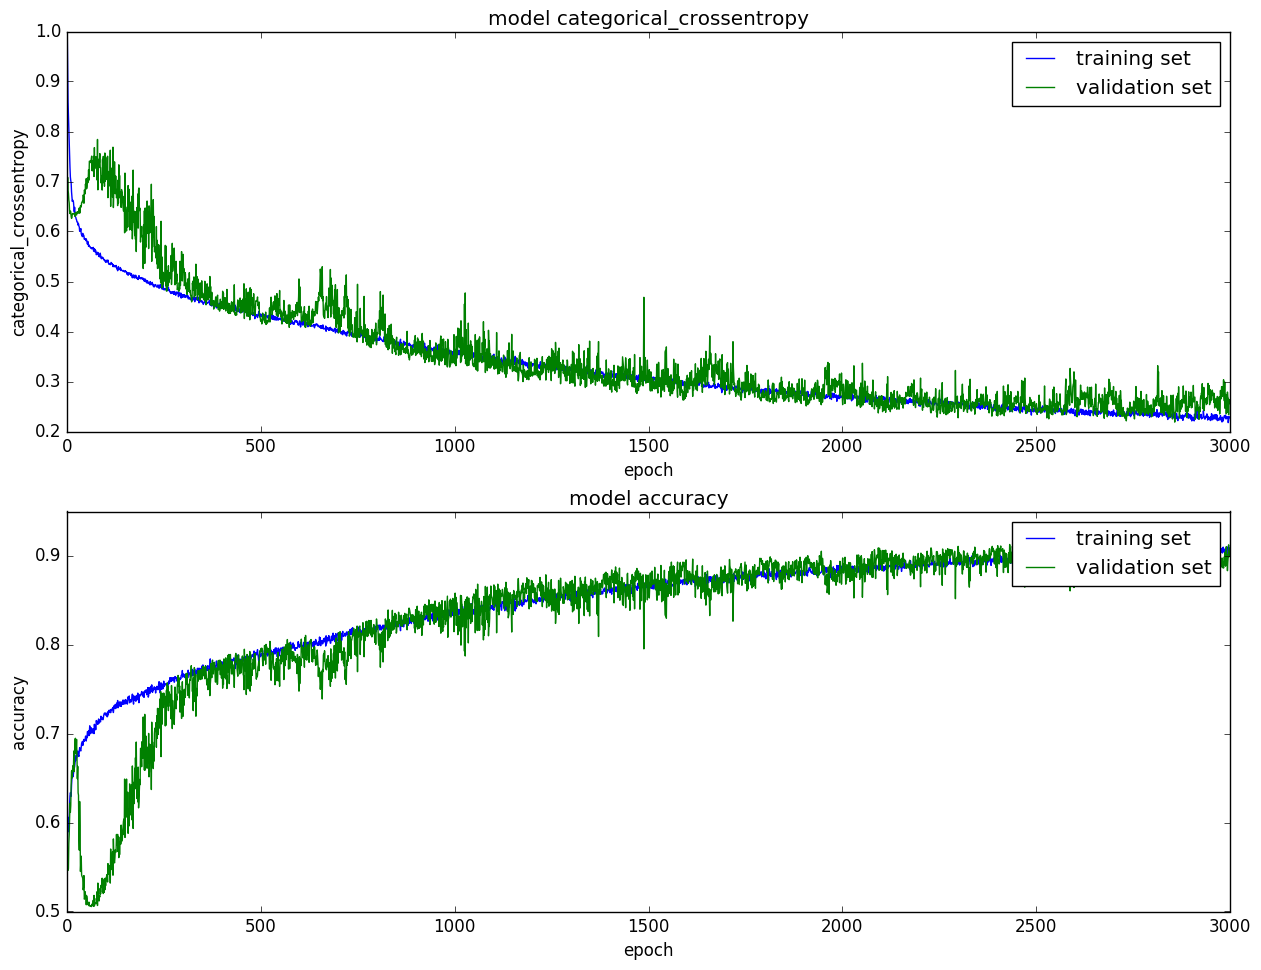 model categorical_crossentropy
1.0
0.9
0.8
0.7
0.6
0.5
0.4
0.3
0.2
categorical_crossentropy
training set
validation set
0 500 1000 1500 2000 2500 3000
epoch
model accuracy
0.9
0.8
0.7
0.6
0.5
accuracy
training set
validation set
0 500 1000 1500 2000 2500 3000
epoch